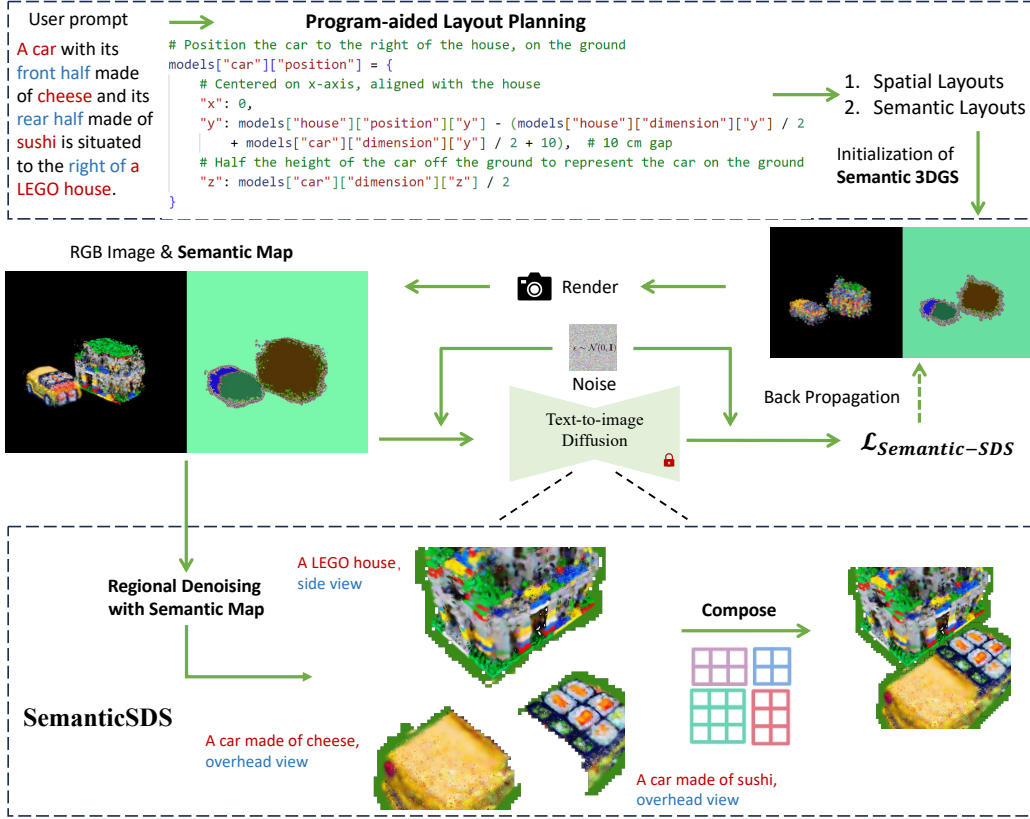 User prompt
Program-aided Layout Planning
A car with its
front half made
of cheese and its
rear half made of
sushi is situated
to the right of a
LEGO house.
# Position the car to the right of the house, on the ground
models["car"]["position"] = {
# Centered on x-axis, aligned with the house
"x": 0,
"y": models["house"]["position"]["y"] - (models["house"]["dimension"]["y"] / 2
+ models["car"]["dimension"]["y"] / 2 + 10), # 10 cm gap
# Half the height of the car off the ground to represent the car on the ground
"z": models["car"]["dimension"]["z"] / 2
}
1. Spatial Layouts
2. Semantic Layouts
Initialization of
Semantic 3DGS
RGB Image & Semantic Map
Render
ε ~ 𝒩(0, I)
Noise
Text-to-image
Diffusion
Back Propagation
ℒ_Semantic−SDS
Regional Denoising
with Semantic Map
A LEGO house,
side view
Compose
SemanticSDS
A car made of cheese,
overhead view
A car made of sushi,
overhead view